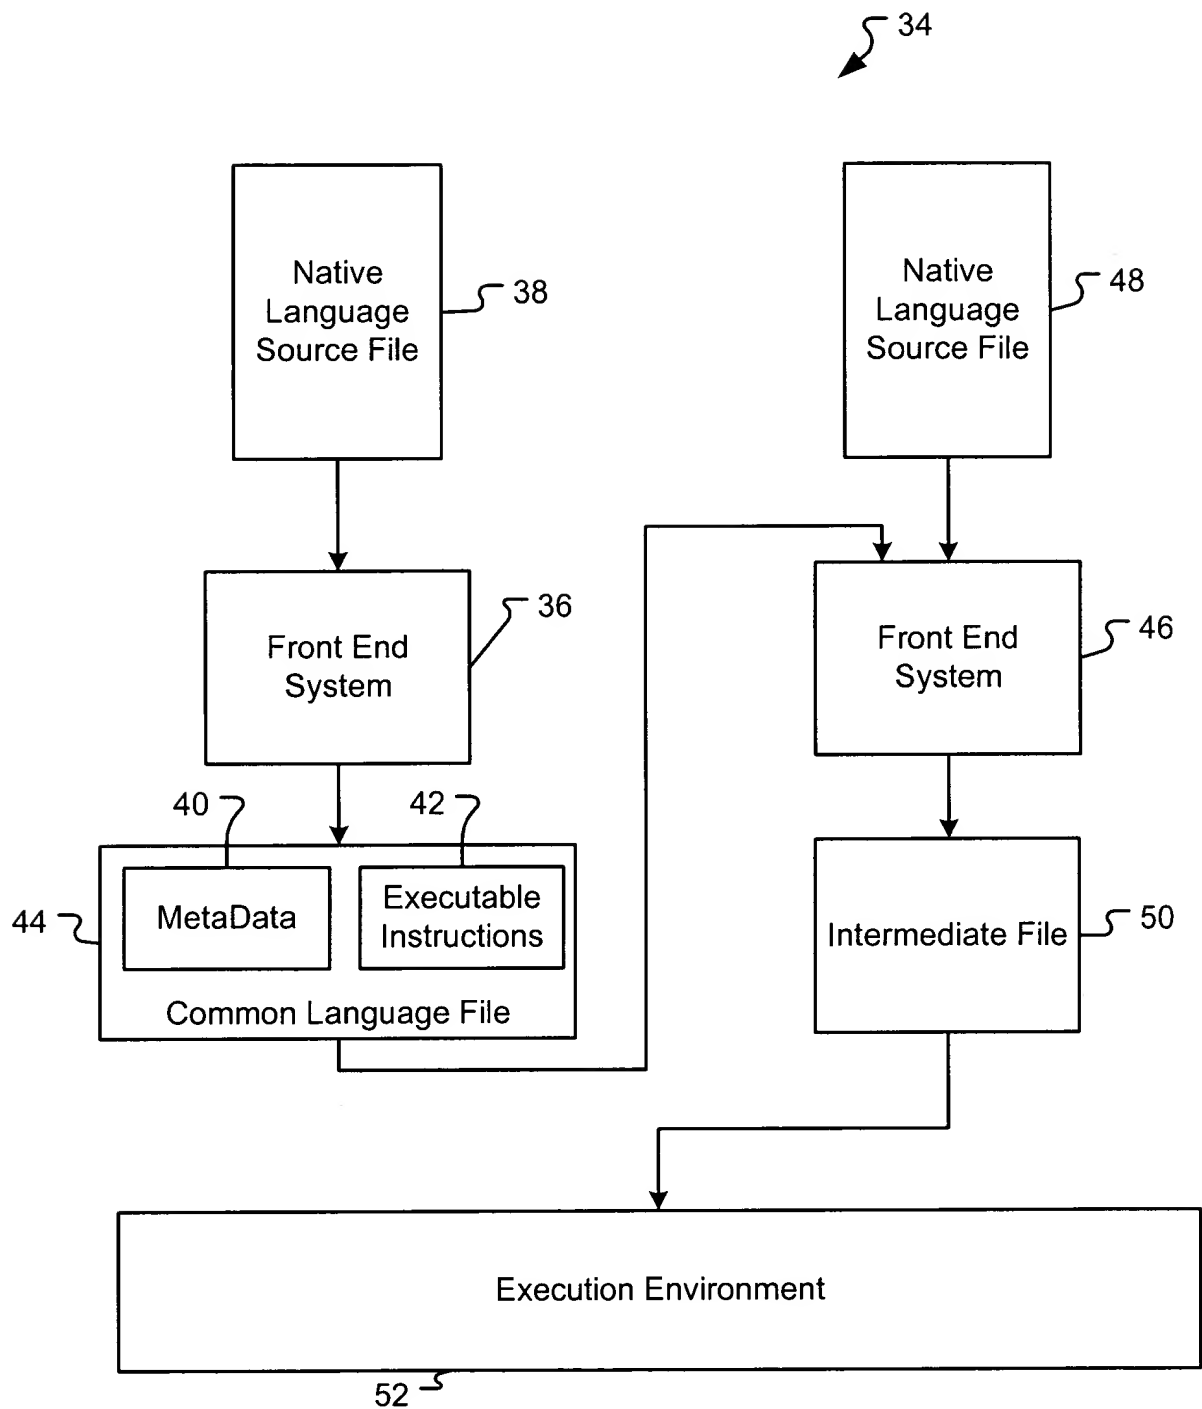 34
Native
Language
Source File
38
Native
Language
Source File
48
Front End
System
36
Front End
System
46
40
42
MetaData
Executable
Instructions
Common Language File
44
Intermediate File
50
Execution Environment
52